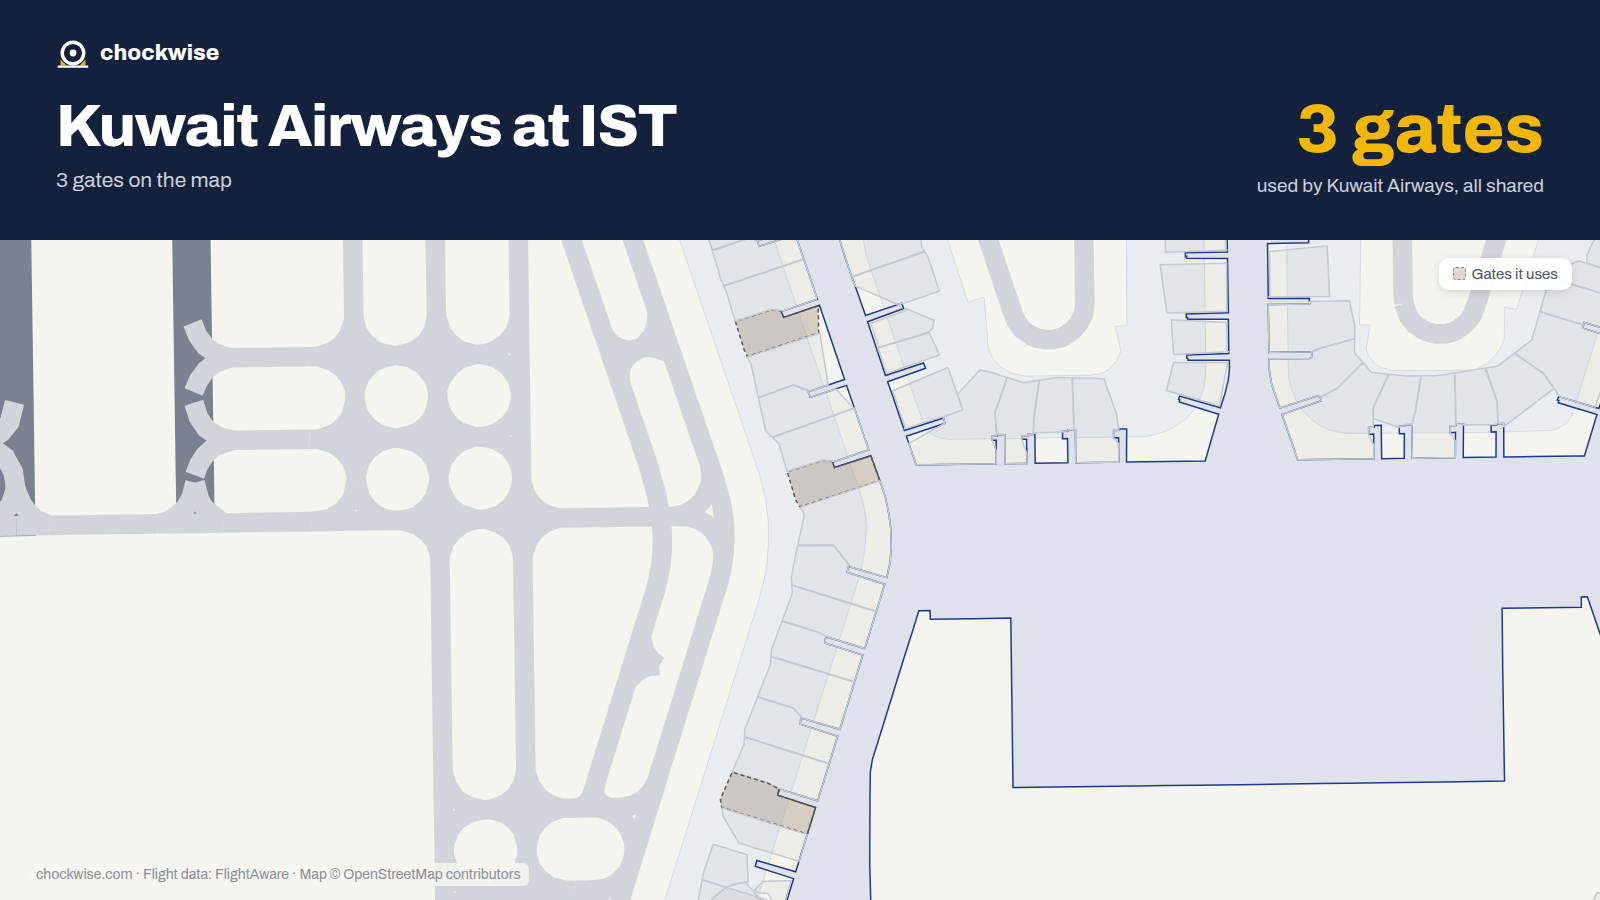 chockwise
Kuwait Airways at IST
3 gates on the map
3 gates
used by Kuwait Airways, all shared
Gates it uses
chockwise.com · Flight data: FlightAware · Map © OpenStreetMap contributors